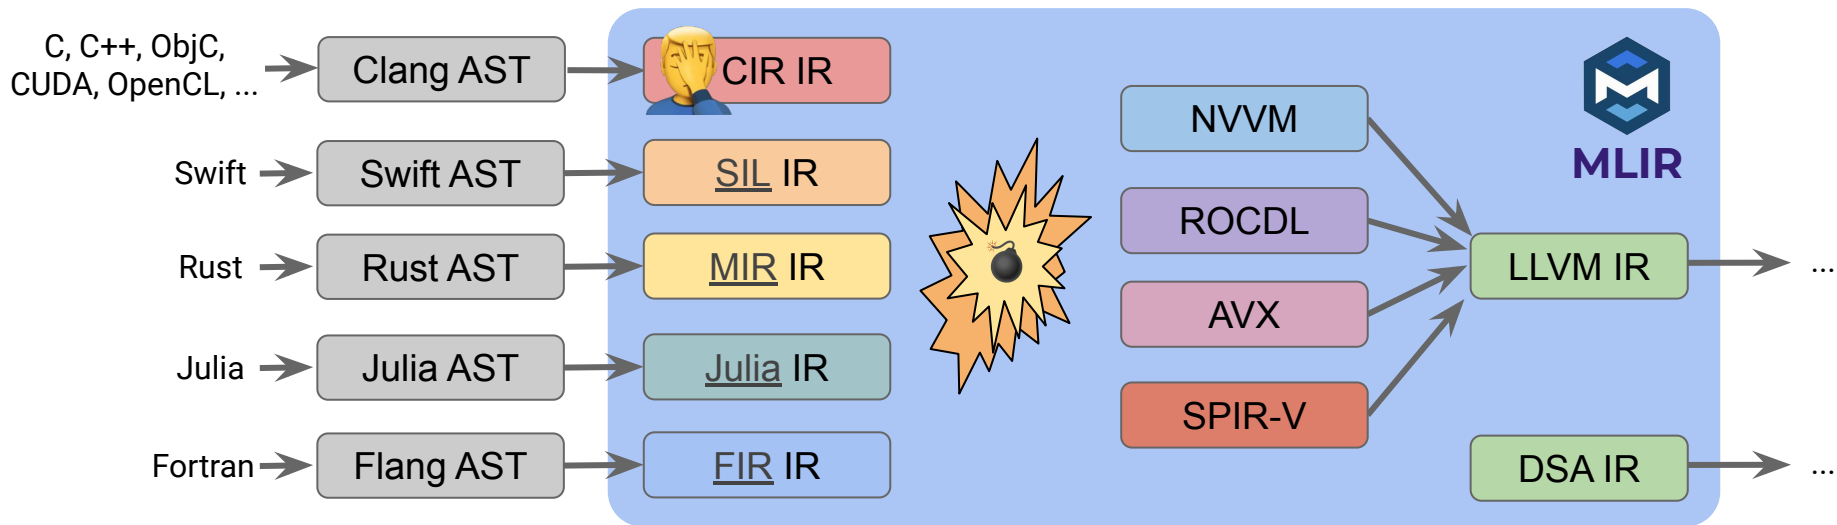 C, C++, ObjC,
CUDA, OpenCL, ...
Clang AST
CIR IR
Swift
Swift AST
SIL IR
Rust
Rust AST
MIR IR
Julia
Julia AST
Julia IR
Fortran
Flang AST
FIR IR
NVVM
ROCDL
AVX
SPIR-V
MLIR
LLVM IR
...
DSA IR
...